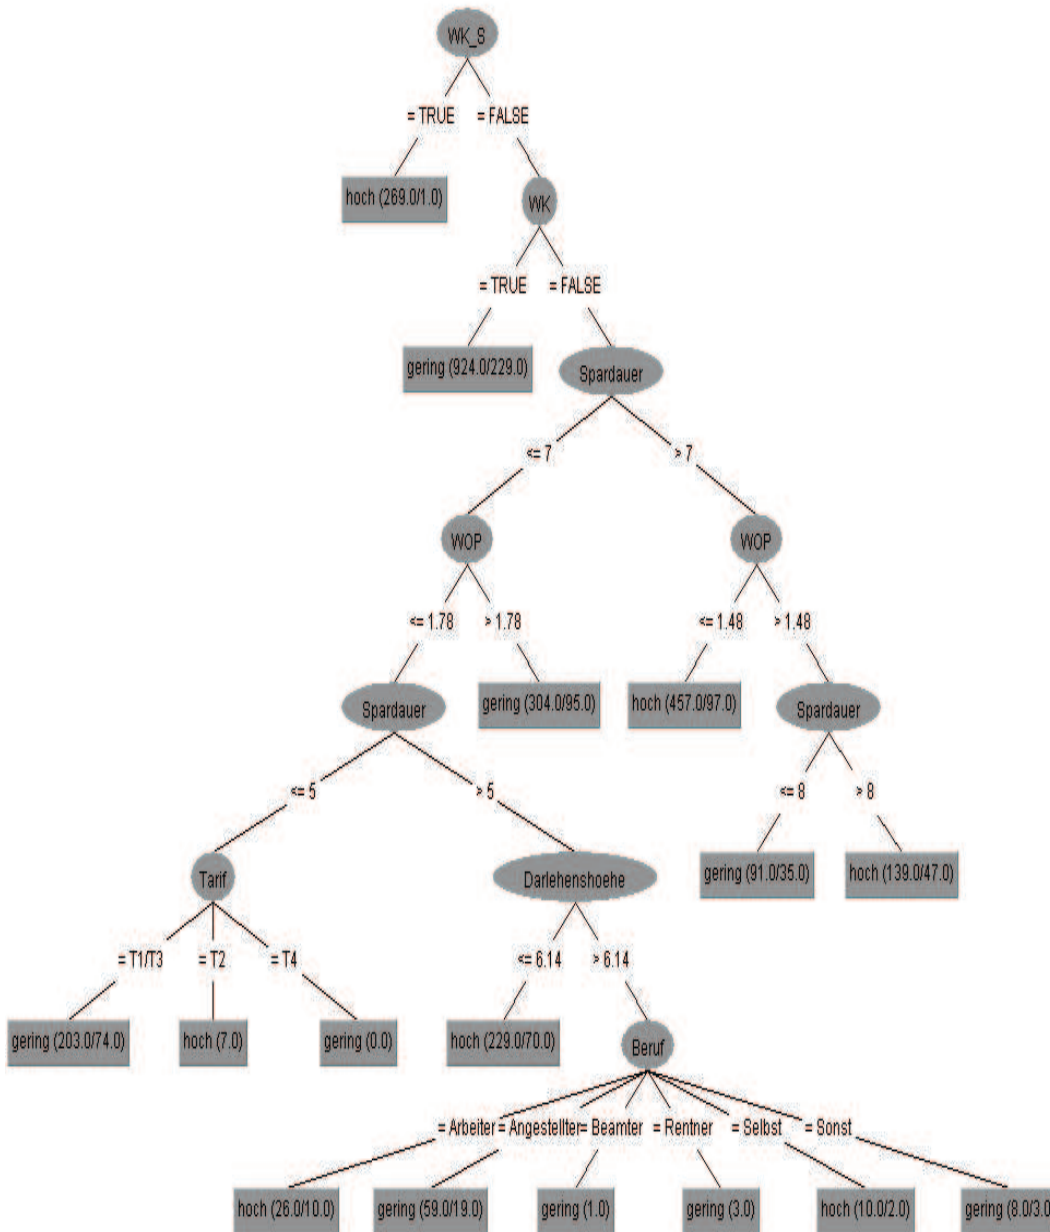 WK_S
= TRUE = FALSE
hoch (269.0/1.0) WK
= TRUE = FALSE
gering (924.0/229.0) Spardauer
<= 7 > 7
WOP WOP
<= 1.78 > 1.78 <= 1.48 > 1.48
Spardauer gering (304.0/95.0) hoch (457.0/97.0) Spardauer
<= 5 > 5 <= 8 > 8
Tarif Darlehenshoehe gering (91.0/35.0) hoch (139.0/47.0)
= T1/T3 = T2 = T4 <= 6.14 > 6.14
gering (203.0/74.0) hoch (7.0) gering (0.0) hoch (229.0/70.0) Beruf
= Arbeiter = Angestellter = Beamter = Rentner = Selbst = Sonst
hoch (26.0/10.0) gering (59.0/19.0) gering (1.0) gering (3.0) hoch (10.0/2.0) gering (8.0/3.0